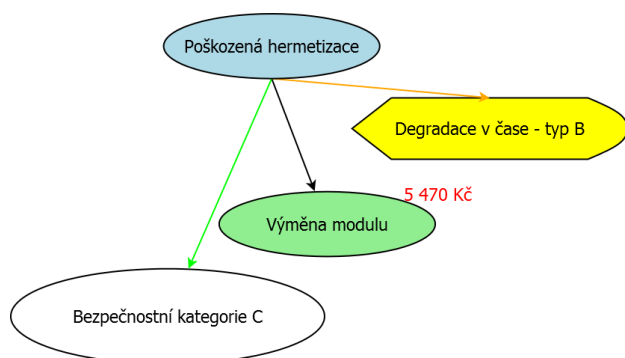 Poškozená hermetizace
Degradace v čase - typ B
5 470 Kč
Výměna modulu
Bezpečnostní kategorie C